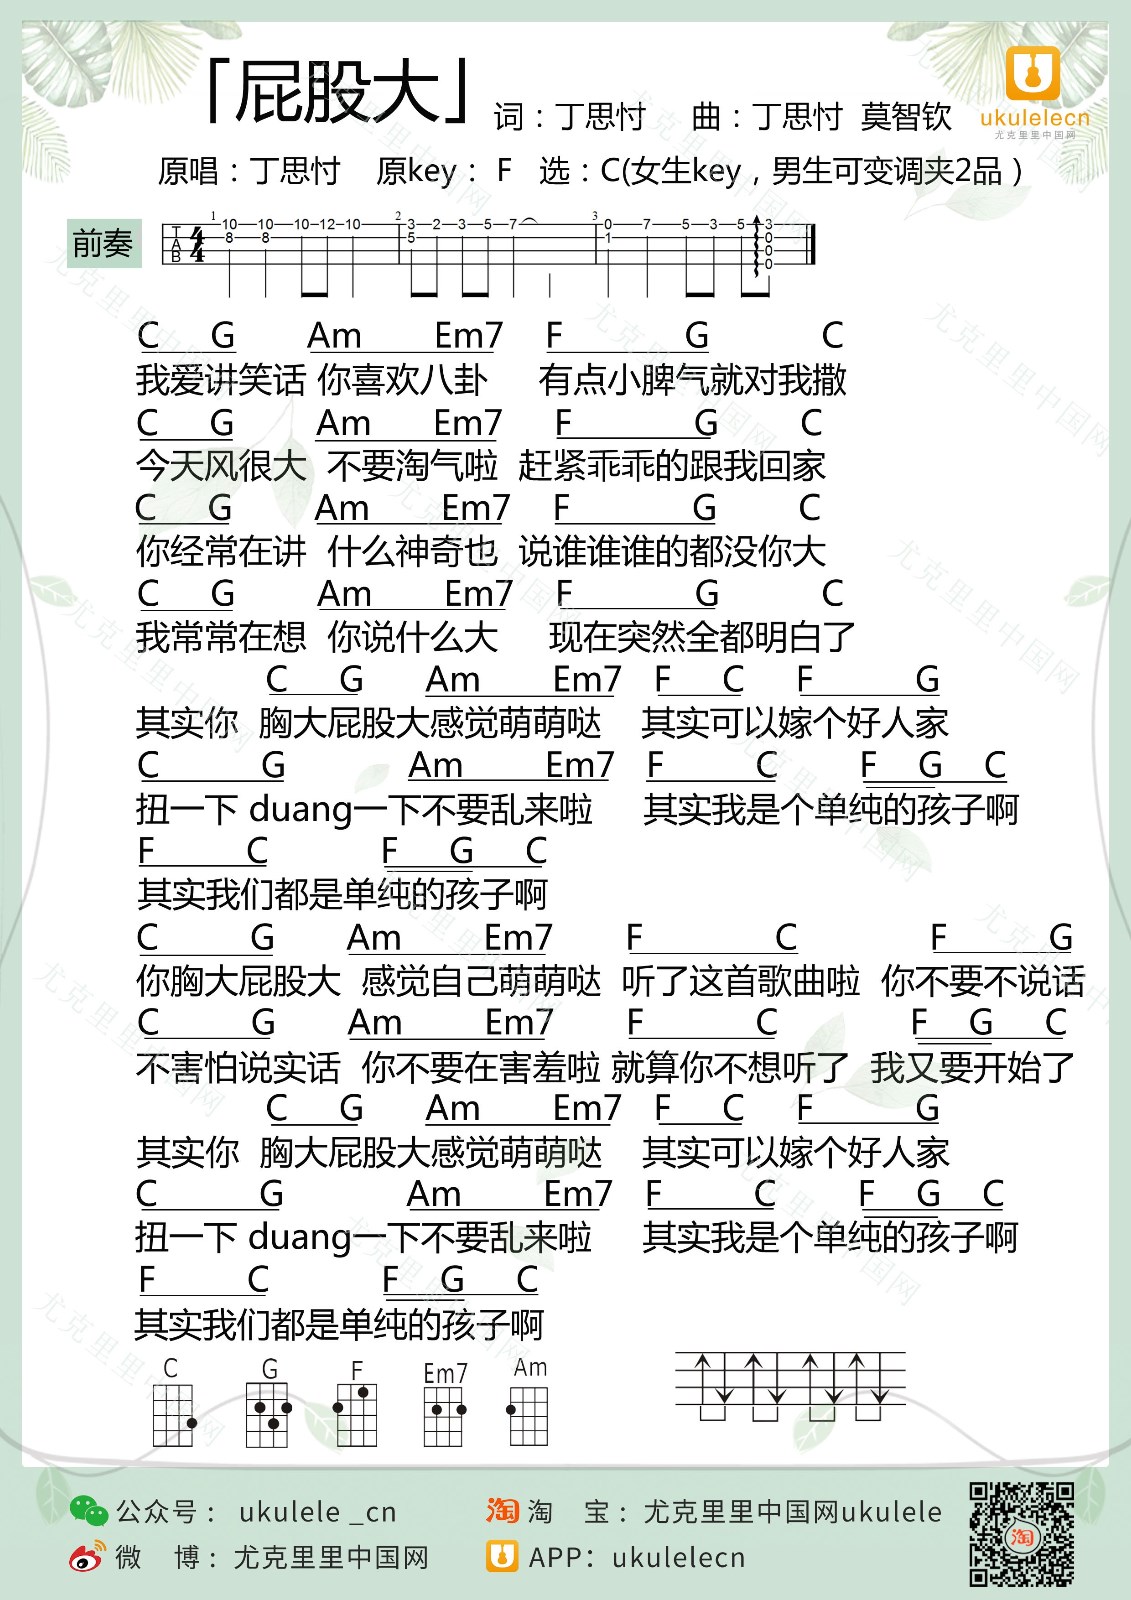 「屁股大」
词：丁思忖 曲：丁思忖 莫智钦
ukulelecn
尤克里里中国网
原唱：丁思忖 原key： F 选：C(女生key，男生可变调夹2品）
前奏
1 2 3
T 4 10 10 10 12 10 3 2 3 5 7 0 7 5 3 5 3
A 4 8 8 5 1 0
B 0
0
C G Am Em7 F G C
我爱讲笑话 你喜欢八卦 有点小脾气就对我撒
C G Am Em7 F G C
今天风很大 不要淘气啦 赶紧乖乖的跟我回家
C G Am Em7 F G C
你经常在讲 什么神奇也 说谁谁谁的都没你大
C G Am Em7 F G C
我常常在想 你说什么大 现在突然全都明白了
C G Am Em7 F C F G
其实你 胸大屁股大感觉萌萌哒 其实可以嫁个好人家
C G Am Em7 F C F G C
扭一下 duang一下不要乱来啦 其实我是个单纯的孩子啊
F C F G C
其实我们都是单纯的孩子啊
C G Am Em7 F C F G
你胸大屁股大 感觉自己萌萌哒 听了这首歌曲啦 你不要不说话
C G Am Em7 F C F G C
不害怕说实话 你不要在害羞啦 就算你不想听了 我又要开始了
C G Am Em7 F C F G
其实你 胸大屁股大感觉萌萌哒 其实可以嫁个好人家
C G Am Em7 F C F G C
扭一下 duang一下不要乱来啦 其实我是个单纯的孩子啊
F C F G C
其实我们都是单纯的孩子啊
C G F Em7 Am
公众号： ukulele _cn
淘 淘 宝：尤克里里中国网ukulele
微 博：尤克里里中国网
APP：ukulelecn
淘